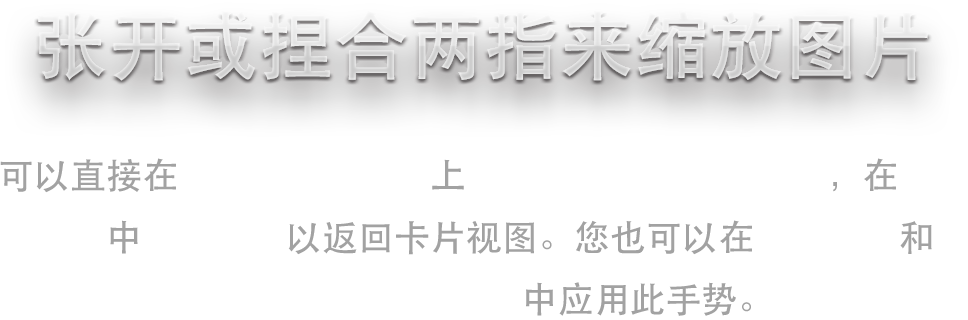 张开或捏合两指来缩放图片
可以直接在 上 ，在
中 以返回卡片视图。您也可以在 和
中应用此手势。